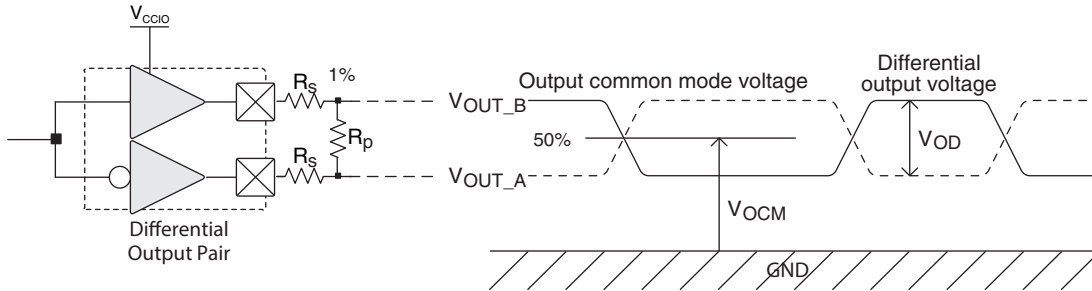 VCCIO
Rs
1%
Rp
Rs
Differential
Output Pair
Output common mode voltage
Differential
output voltage
VOUT_B
50%
VOD
VOUT_A
VOCM
GND